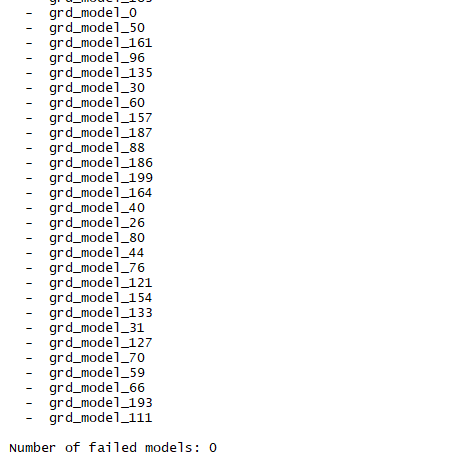 - grd_model_0
- grd_model_50
- grd_model_161
- grd_model_96
- grd_model_135
- grd_model_30
- grd_model_60
- grd_model_157
- grd_model_187
- grd_model_88
- grd_model_186
- grd_model_199
- grd_model_164
- grd_model_40
- grd_model_26
- grd_model_80
- grd_model_44
- grd_model_76
- grd_model_121
- grd_model_154
- grd_model_133
- grd_model_31
- grd_model_127
- grd_model_70
- grd_model_59
- grd_model_66
- grd_model_193
- grd_model_111
Number of failed models: 0